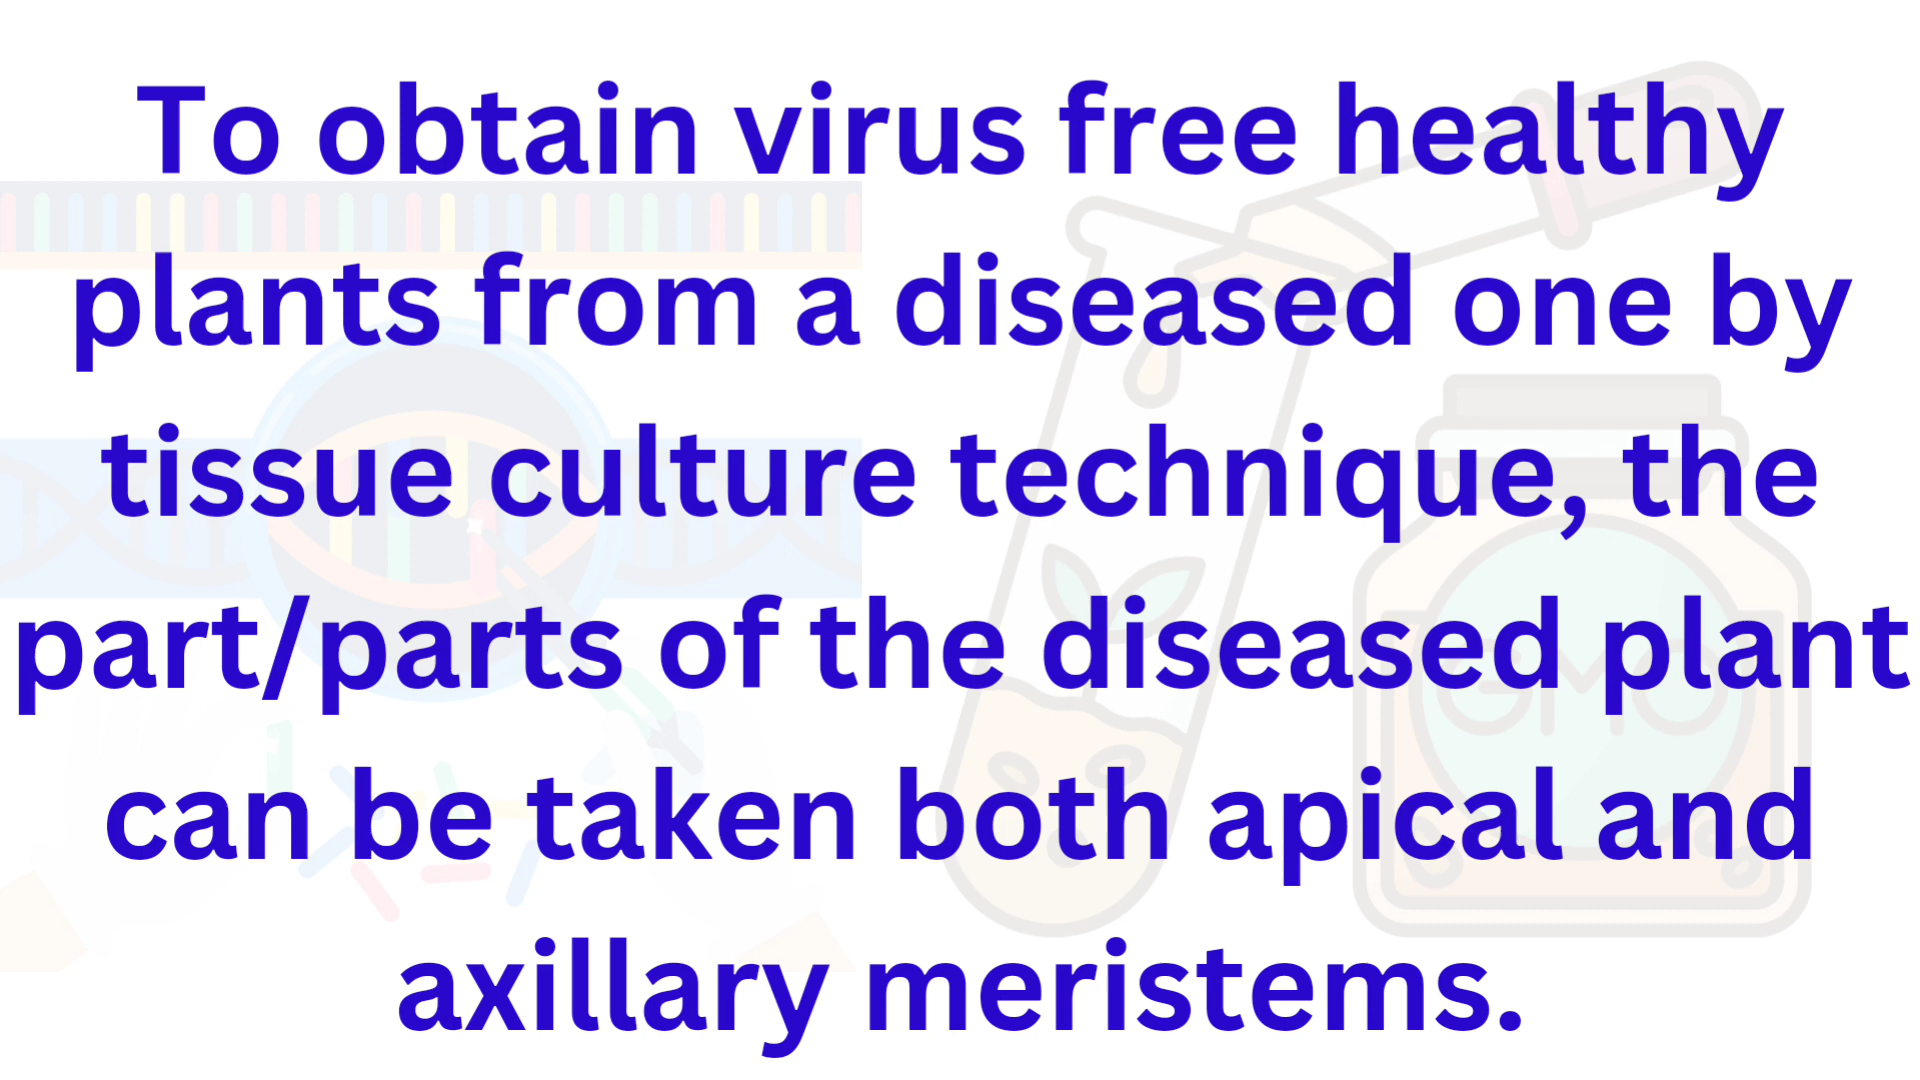 To obtain virus free healthy
plants from a diseased one by
tissue culture technique, the
part/parts of the diseased plant
can be taken both apical and
axillary meristems.
GMO